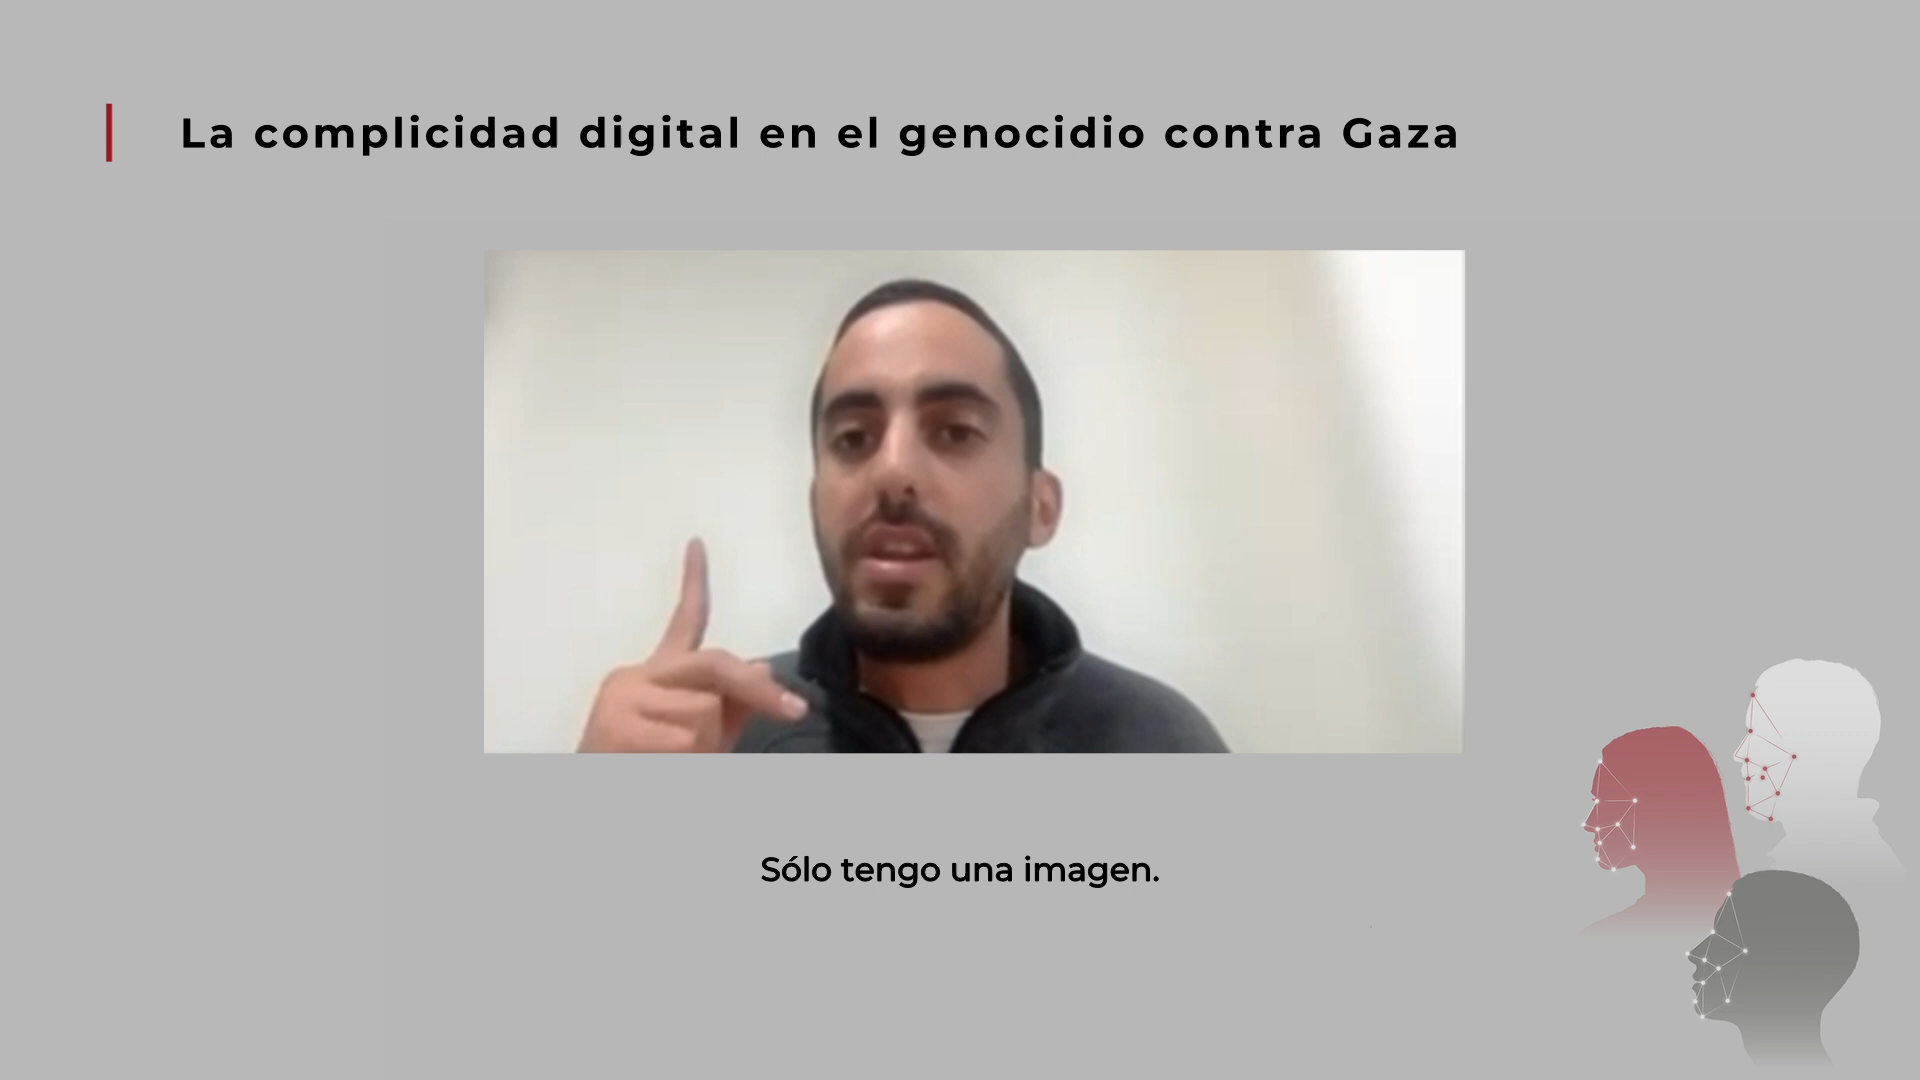 La complicidad digital en el genocidio contra Gaza
Sólo tengo una imagen.